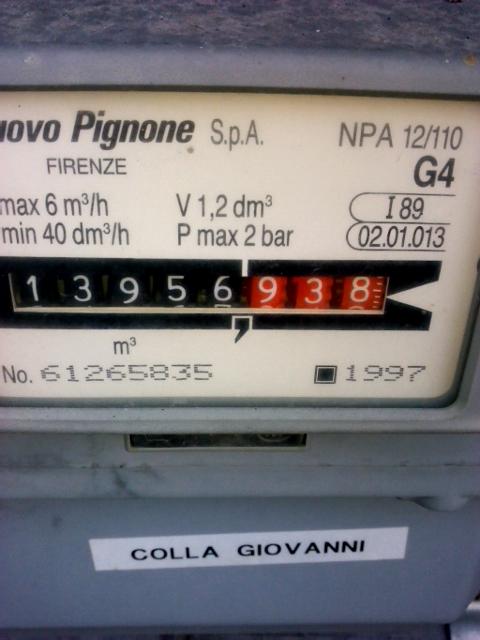 uovo Pignone S.p.A. NPA 12/110
FIRENZE G4
max 6 m³/h V 1,2 dm³ I 89
min 40 dm³/h P max 2 bar 02.01.013
1 3 9 5 6 9 3 8
,
m³
No. 61265835 1997
COLLA GIOVANNI